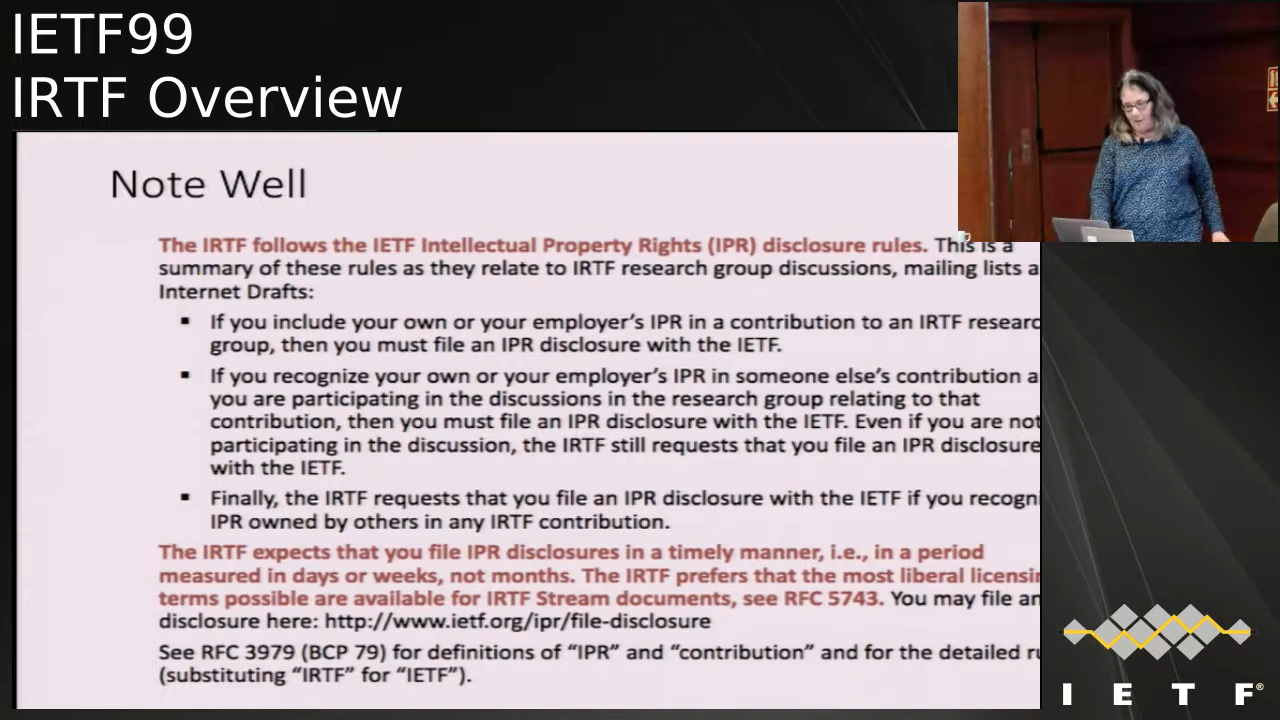 IETF99
IRTF Overview
Note Well
The IRTF follows the IETF Intellectual Property Rights (IPR) disclosure rules. This is a
summary of these rules as they relate to IRTF research group discussions, mailing lists a
Internet Drafts:
▪ If you include your own or your employer’s IPR in a contribution to an IRTF researc
group, then you must file an IPR disclosure with the IETF.
▪ If you recognize your own or your employer’s IPR in someone else’s contribution a
you are participating in the discussions in the research group relating to that
contribution, then you must file an IPR disclosure with the IETF. Even if you are not
participating in the discussion, the IRTF still requests that you file an IPR disclosure
with the IETF.
▪ Finally, the IRTF requests that you file an IPR disclosure with the IETF if you recogni
IPR owned by others in any IRTF contribution.
The IRTF expects that you file IPR disclosures in a timely manner, i.e., in a period
measured in days or weeks, not months. The IRTF prefers that the most liberal licensin
terms possible are available for IRTF Stream documents, see RFC 5743. You may file an
disclosure here: http://www.ietf.org/ipr/file-disclosure
See RFC 3979 (BCP 79) for definitions of “IPR” and “contribution” and for the detailed ru
(substituting “IRTF” for “IETF”).
I E T F®